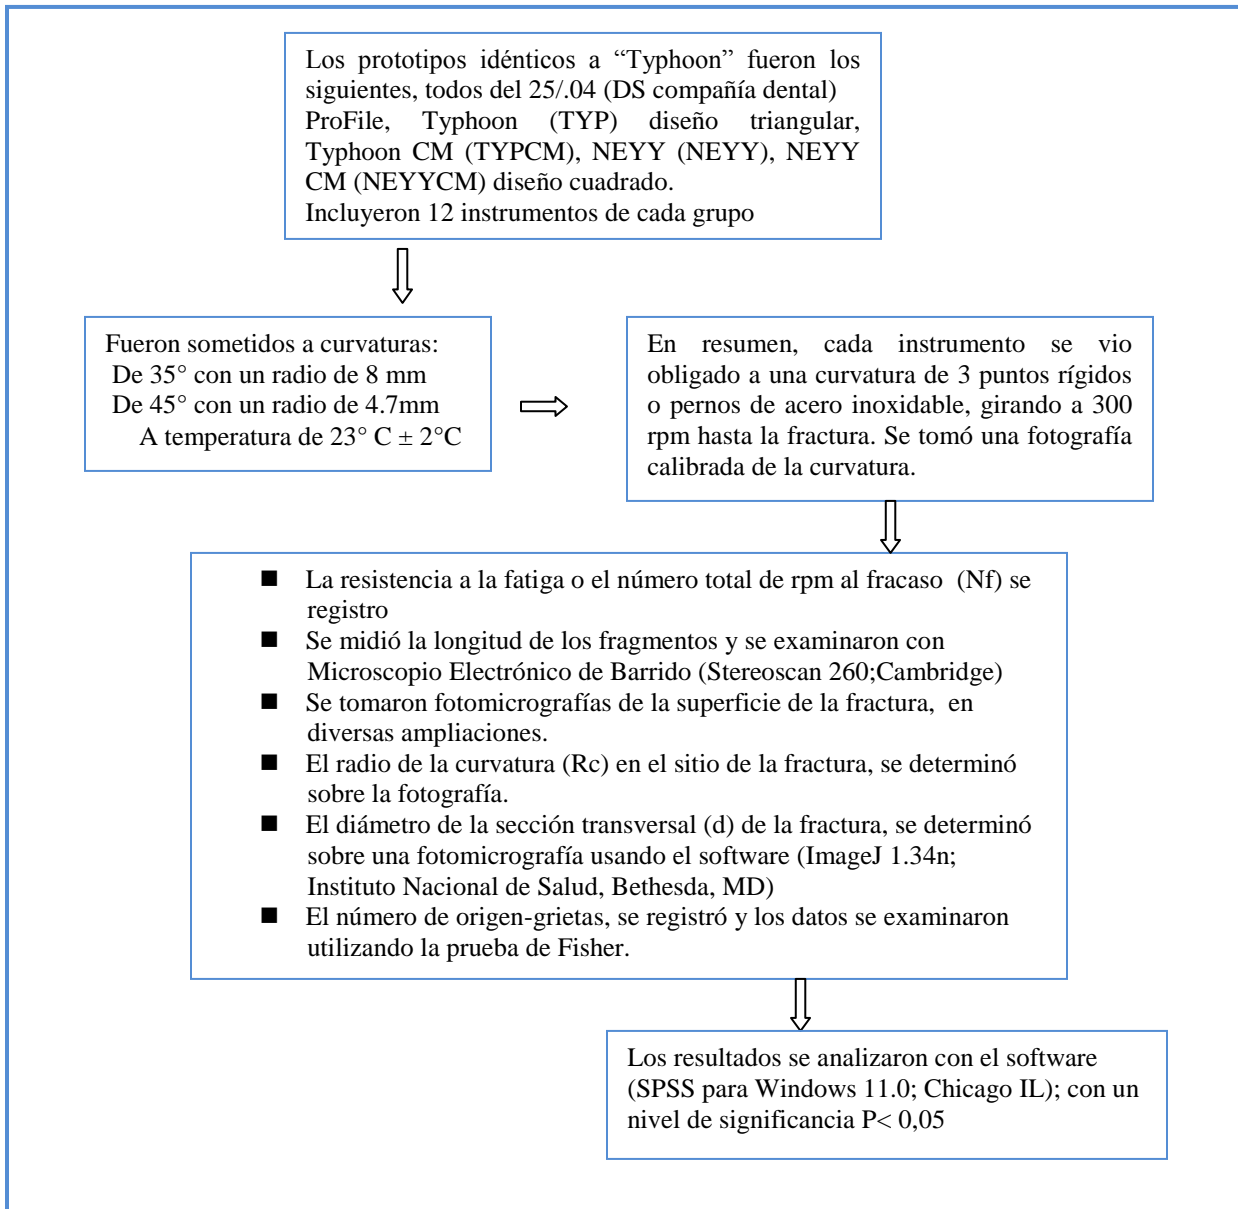 Los prototipos idénticos a “Typhoon” fueron los
siguientes, todos del 25/.04 (DS compañía dental)
ProFile, Typhoon (TYP) diseño triangular,
Typhoon CM (TYPCM), NEYY (NEYY), NEYY
CM (NEYYCM) diseño cuadrado.
Incluyeron 12 instrumentos de cada grupo
Fueron sometidos a curvaturas:
De 35° con un radio de 8 mm
De 45° con un radio de 4.7mm
A temperatura de 23° C ± 2°C
En resumen, cada instrumento se vio
obligado a una curvatura de 3 puntos rígidos
o pernos de acero inoxidable, girando a 300
rpm hasta la fractura. Se tomó una fotografía
calibrada de la curvatura.
■ La resistencia a la fatiga o el número total de rpm al fracaso (Nf) se
registro
■ Se midió la longitud de los fragmentos y se examinaron con
Microscopio Electrónico de Barrido (Stereoscan 260;Cambridge)
■ Se tomaron fotomicrografías de la superficie de la fractura, en
diversas ampliaciones.
■ El radio de la curvatura (Rc) en el sitio de la fractura, se determinó
sobre la fotografía.
■ El diámetro de la sección transversal (d) de la fractura, se determinó
sobre una fotomicrografía usando el software (ImageJ 1.34n;
Instituto Nacional de Salud, Bethesda, MD)
■ El número de origen-grietas, se registró y los datos se examinaron
utilizando la prueba de Fisher.
Los resultados se analizaron con el software
(SPSS para Windows 11.0; Chicago IL); con un
nivel de significancia P< 0,05